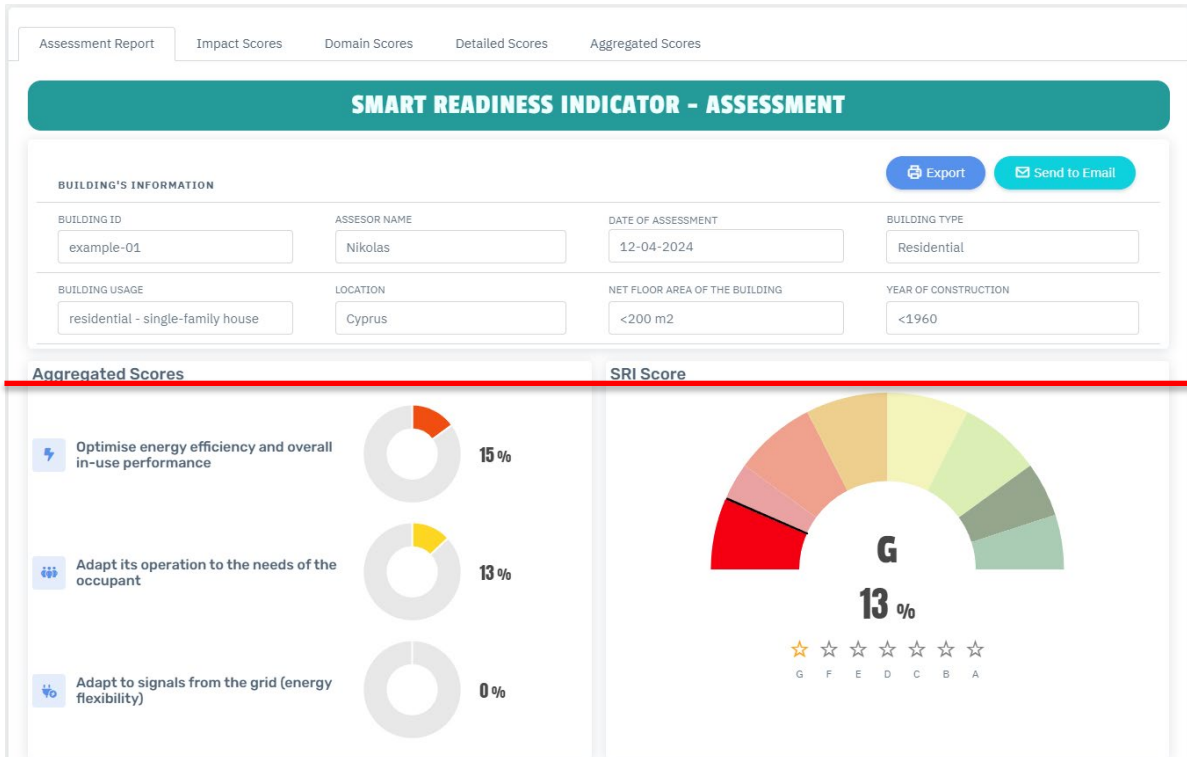 Assessment Report Impact Scores Domain Scores Detailed Scores Aggregated Scores
SMART READINESS INDICATOR - ASSESSMENT
Export Send to Email
BUILDING'S INFORMATION
BUILDING ID ASSESOR NAME DATE OF ASSESSMENT BUILDING TYPE
example-01 Nikolas 12-04-2024 Residential
BUILDING USAGE LOCATION NET FLOOR AREA OF THE BUILDING YEAR OF CONSTRUCTION
residential - single-family house Cyprus <200 m2 <1960
Aggregated Scores
Optimise energy efficiency and overall
in-use performance
15 %
Adapt its operation to the needs of the
occupant
13 %
Adapt to signals from the grid (energy
flexibility)
0 %
SRI Score
G
13 %
G F E D C B A